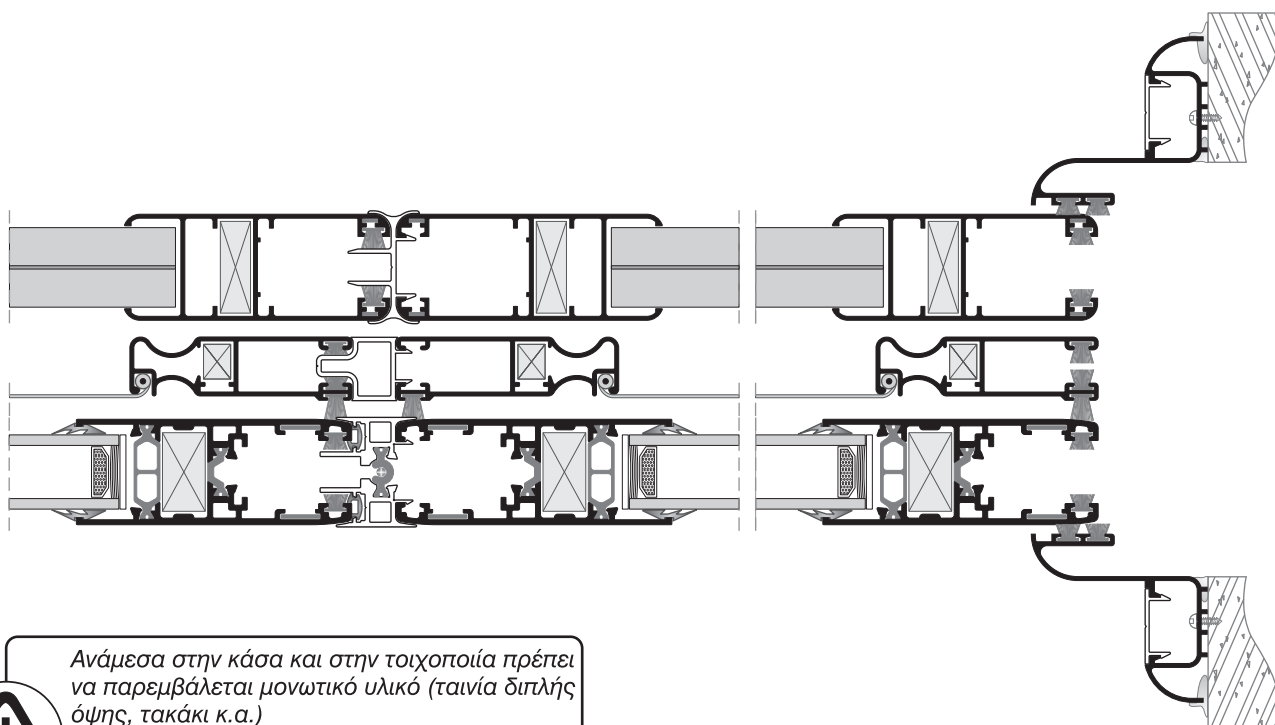 Ανάμεσα στην κάσα και στην τοιχοποιία πρέπει
να παρεμβάλεται μονωτικό υλικό (ταινία διπλής
όψης, τακάκι κ.α.)